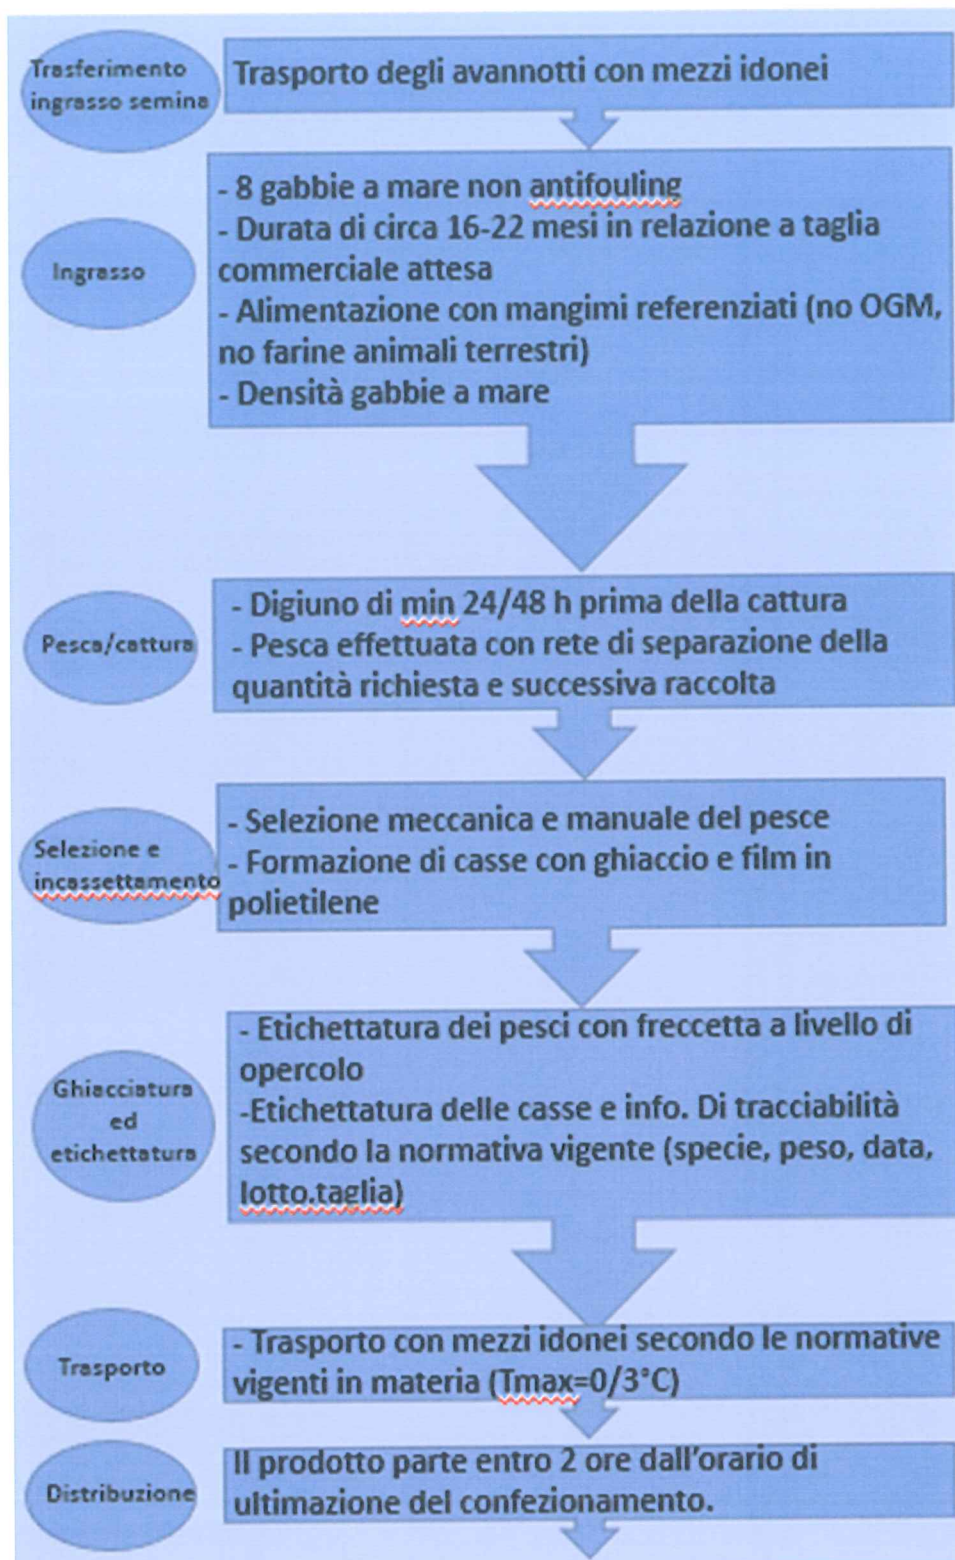 Trasferimento
ingrasso semina
Trasporto degli avannotti con mezzi idonei
Ingrasso
- 8 gabbie a mare non antifouling
- Durata di circa 16-22 mesi in relazione a taglia
commerciale attesa
- Alimentazione con mangimi referenziati (no OGM,
no farine animali terrestri)
- Densità gabbie a mare
Pesca/cattura
- Digiuno di min 24/48 h prima della cattura
- Pesca effettuata con rete di separazione della
quantità richiesta e successiva raccolta
Selezione e
incassettamento
- Selezione meccanica e manuale del pesce
- Formazione di casse con ghiaccio e film in
polietilene
Ghiacciatura
ed
etichettatura
- Etichettatura dei pesci con freccetta a livello di
opercolo
-Etichettatura delle casse e info. Di tracciabilità
secondo la normativa vigente (specie, peso, data,
lotto.taglia)
Trasporto
- Trasporto con mezzi idonei secondo le normative
vigenti in materia (Tmax=0/3°C)
Distribuzione
Il prodotto parte entro 2 ore dall'orario di
ultimazione del confezionamento.